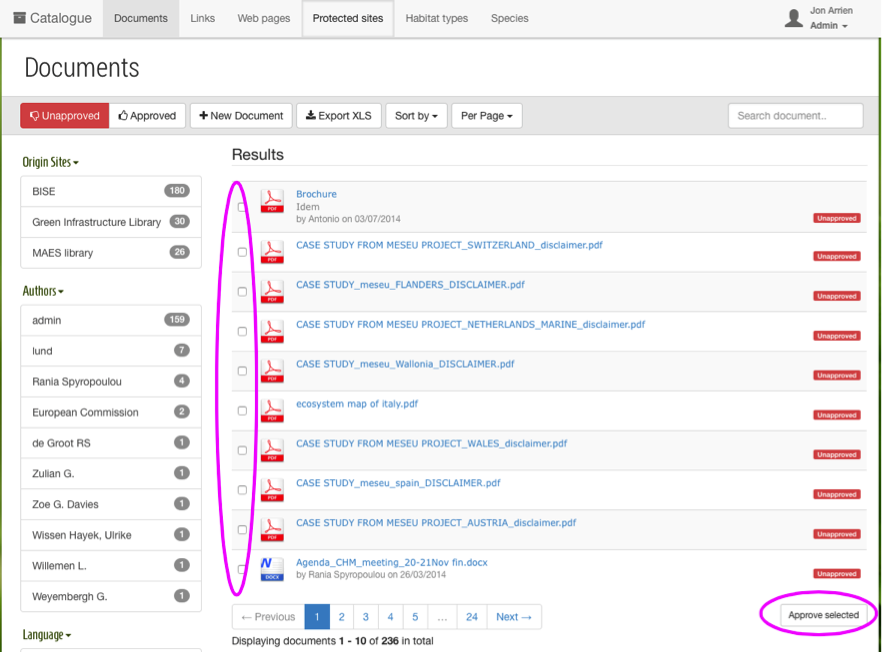 Catalogue Documents Links Web pages Protected sites Habitat types Species
Jon Arrien
Admin
Documents
Unapproved Approved New Document Export XLS Sort by Per Page Search document..
Origin Sites
BISE 180
Green Infrastructure Library 30
MAES library 26
Authors
admin 159
lund 7
Rania Spyropoulou 4
European Commission 2
de Groot RS 1
Zulian G. 1
Zoe G. Davies 1
Wissen Hayek, Ulrike 1
Willemen L. 1
Weyembergh G. 1
Language
Results
PDF
Brochure
Idem
by Antonio on 03/07/2014
Unapproved
PDF
CASE STUDY FROM MESEU PROJECT_SWITZERLAND_disclaimer.pdf
Unapproved
PDF
CASE STUDY_meseu_FLANDERS_DISCLAIMER.pdf
Unapproved
PDF
CASE STUDY FROM MESEU PROJECT_NETHERLANDS_MARINE_disclaimer.pdf
Unapproved
PDF
CASE STUDY_meseu_Wallonia_DISCLAIMER.pdf
Unapproved
PDF
ecosystem map of italy.pdf
Unapproved
PDF
CASE STUDY FROM MESEU PROJECT_WALES_disclaimer.pdf
Unapproved
PDF
CASE STUDY_meseu_spain_DISCLAIMER.pdf
Unapproved
PDF
CASE STUDY FROM MESEU PROJECT_AUSTRIA_disclaimer.pdf
Unapproved
W
DOCX
Agenda_CHM_meeting_20-21Nov fin.docx
by Rania Spyropoulou on 26/03/2014
Unapproved
← Previous 1 2 3 4 5 ... 24 Next →
Approve selected
Displaying documents 1 - 10 of 236 in total